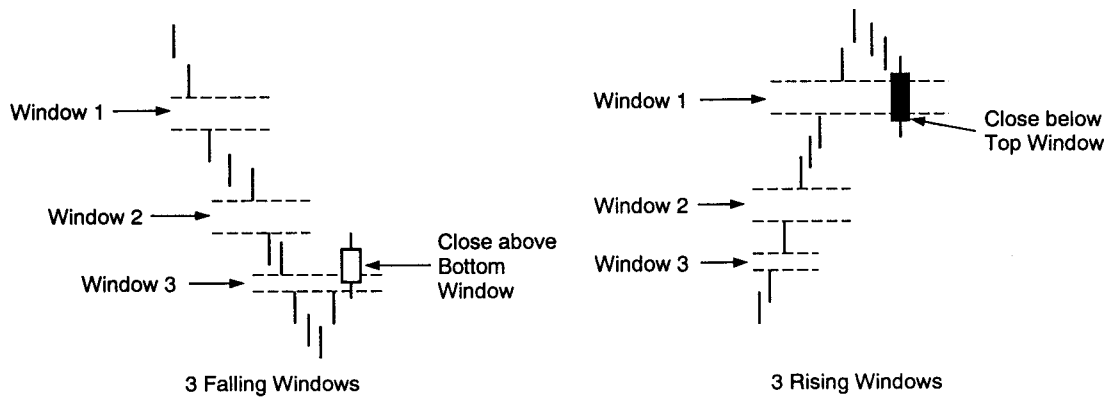 Window 1
Window 2
Window 3
Close above
Bottom
Window
3 Falling Windows
Window 1
Close below
Top Window
Window 2
Window 3
3 Rising Windows